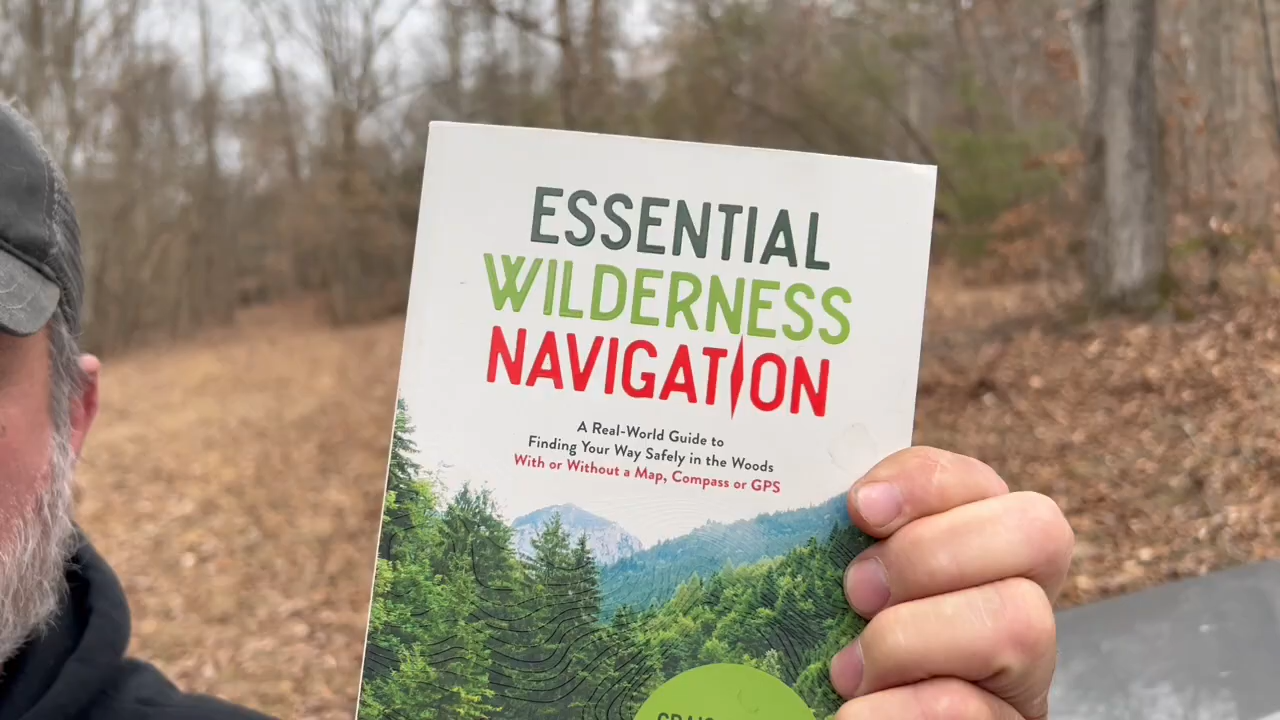 ESSENTIAL
WILDERNESS
NAVIGATION
A Real-World Guide to
Finding Your Way Safely in the Woods
With or Without a Map, Compass or GPS